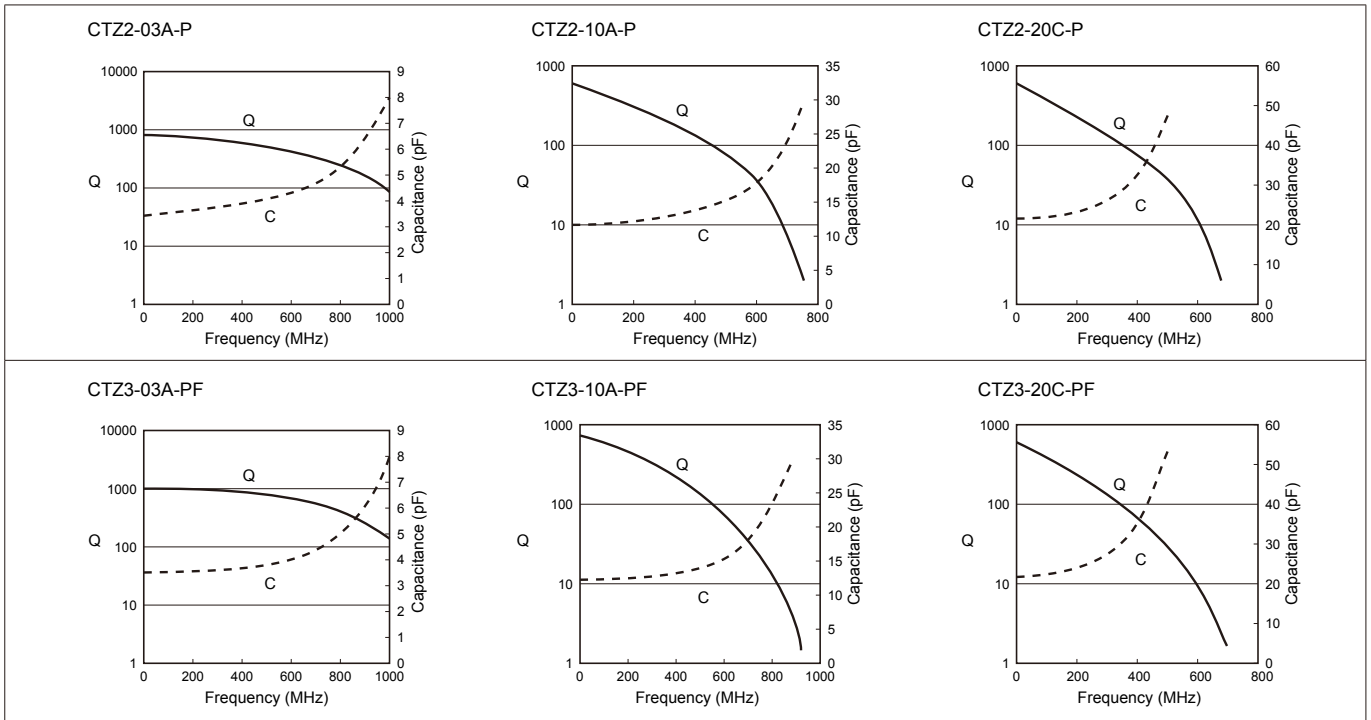 CTZ2-03A-P
10000
1000
100
10
1
Q
Q
C
9
8
7
6
5
4
3
2
1
0
Capacitance (pF)
0 200 400 600 800 1000
Frequency (MHz)
CTZ2-10A-P
1000
100
10
1
Q
Q
C
35
30
25
20
15
10
5
0
Capacitance (pF)
0 200 400 600 800
Frequency (MHz)
CTZ2-20C-P
1000
100
10
1
Q
Q
C
60
50
40
30
20
10
0
Capacitance (pF)
0 200 400 600 800
Frequency (MHz)
CTZ3-03A-PF
10000
1000
100
10
1
Q
Q
C
9
8
7
6
5
4
3
2
1
0
Capacitance (pF)
0 200 400 600 800 1000
Frequency (MHz)
CTZ3-10A-PF
1000
100
10
1
Q
Q
C
35
30
25
20
15
10
5
0
Capacitance (pF)
0 200 400 600 800 1000
Frequency (MHz)
CTZ3-20C-PF
1000
100
10
1
Q
Q
C
60
50
40
30
20
10
0
Capacitance (pF)
0 200 400 600 800
Frequency (MHz)